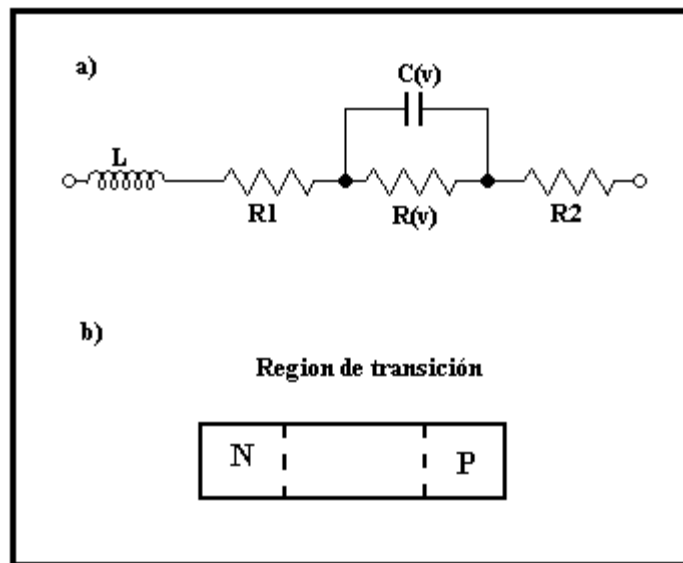 a)
C(v)
L
R1
R(v)
R2
b)
Region de transición
N
P